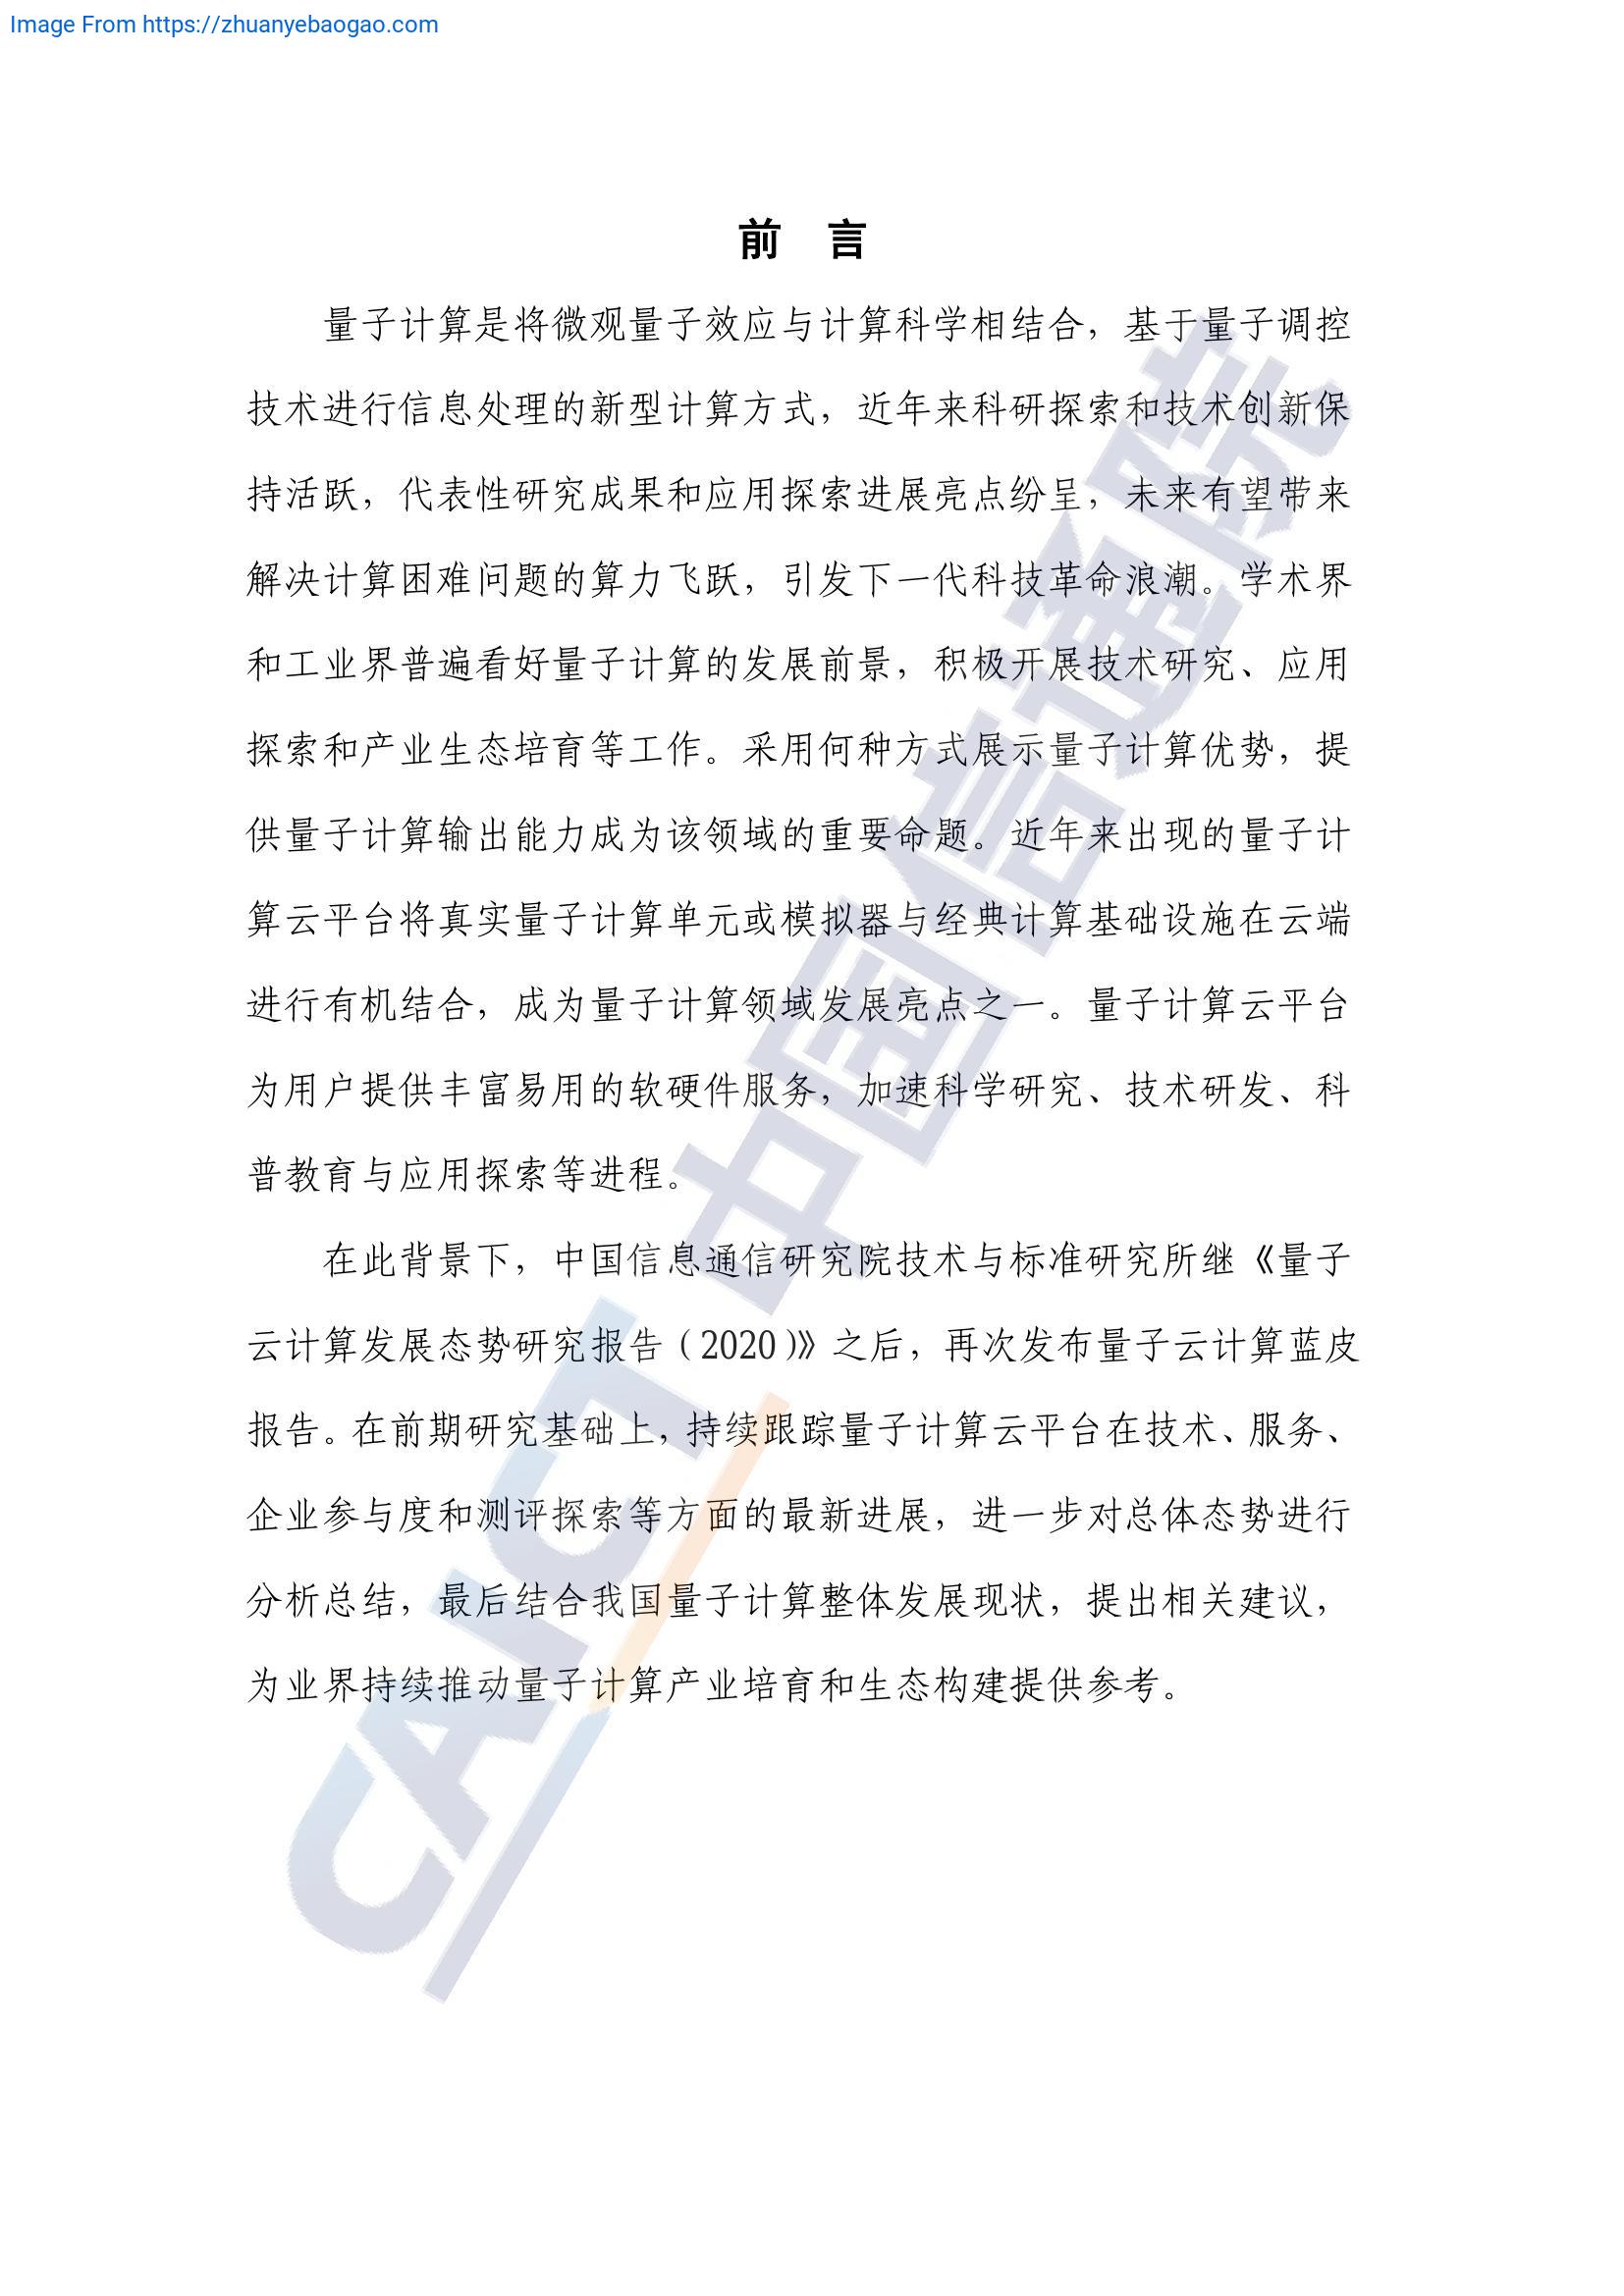 Image From https://zhuanyebaogao.com
前 言
量子计算是将微观量子效应与计算科学相结合，基于量子调控
技术进行信息处理的新型计算方式，近年来科研探索和技术创新保
持活跃，代表性研究成果和应用探索进展亮点纷呈，未来有望带来
解决计算困难问题的算力飞跃，引发下一代科技革命浪潮。学术界
和工业界普遍看好量子计算的发展前景，积极开展技术研究、应用
探索和产业生态培育等工作。采用何种方式展示量子计算优势，提
供量子计算输出能力成为该领域的重要命题。近年来出现的量子计
算云平台将真实量子计算单元或模拟器与经典计算基础设施在云端
进行有机结合，成为量子计算领域发展亮点之一。量子计算云平台
为用户提供丰富易用的软硬件服务，加速科学研究、技术研发、科
普教育与应用探索等进程。
在此背景下，中国信息通信研究院技术与标准研究所继《量子
云计算发展态势研究报告（2020）》之后，再次发布量子云计算蓝皮
报告。在前期研究基础上，持续跟踪量子计算云平台在技术、服务、
企业参与度和测评探索等方面的最新进展，进一步对总体态势进行
分析总结，最后结合我国量子计算整体发展现状，提出相关建议，
为业界持续推动量子计算产业培育和生态构建提供参考。
CAICT 中国信通院